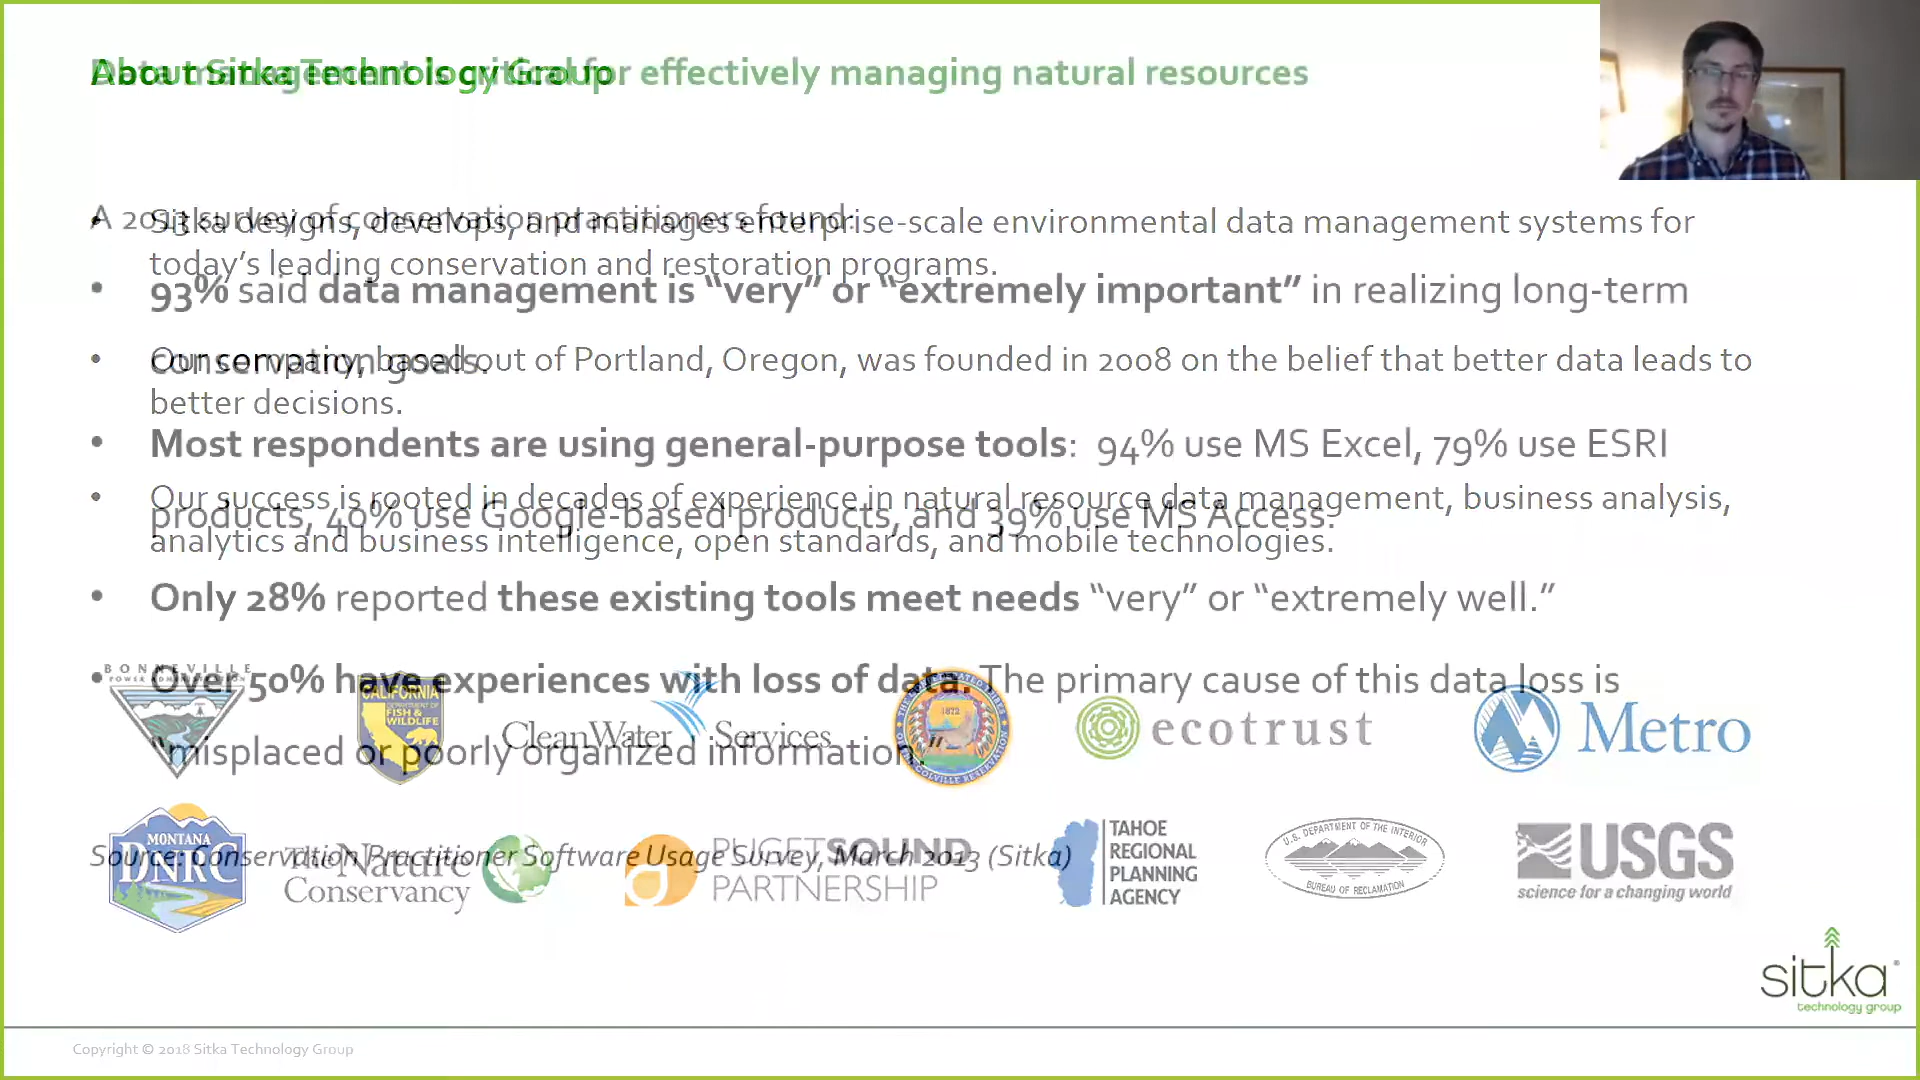 About Sitka Technology Group
Data management is critical for effectively managing natural resources
• Sitka designs, develops, and manages enterprise-scale environmental data management systems for
today’s leading conservation and restoration programs.
• Our company, based out of Portland, Oregon, was founded in 2008 on the belief that better data leads to
better decisions.
• Our success is rooted in decades of experience in natural resource data management, business analysis,
analytics and business intelligence, open standards, and mobile technologies.
A 2013 survey of conservation practitioners found:
• 93% said data management is “very” or “extremely important” in realizing long-term
conservation goals.
• Most respondents are using general-purpose tools: 94% use MS Excel, 79% use ESRI
products, 40% use Google-based products, and 39% use MS Access.
• Only 28% reported these existing tools meet needs “very” or “extremely well.”
• Over 50% have experiences with loss of data. The primary cause of this data loss is
“misplaced or poorly organized information.”
Source: Conservation Practitioner Software Usage Survey, March 2013 (Sitka)
BONNEVILLE
POWER ADMINISTRATION
CALIFORNIA
DEPARTMENT OF
FISH &
WILDLIFE
CleanWater Services
1872
COLVILLE RESERVATION
ecotrust
Metro
MONTANA
DNRC
The Nature
Conservancy
PUGETSOUND
PARTNERSHIP
TAHOE
REGIONAL
PLANNING
AGENCY
U.S. DEPARTMENT OF THE INTERIOR
BUREAU OF RECLAMATION
USGS
science for a changing world
sitka®
technology group
Copyright © 2018 Sitka Technology Group